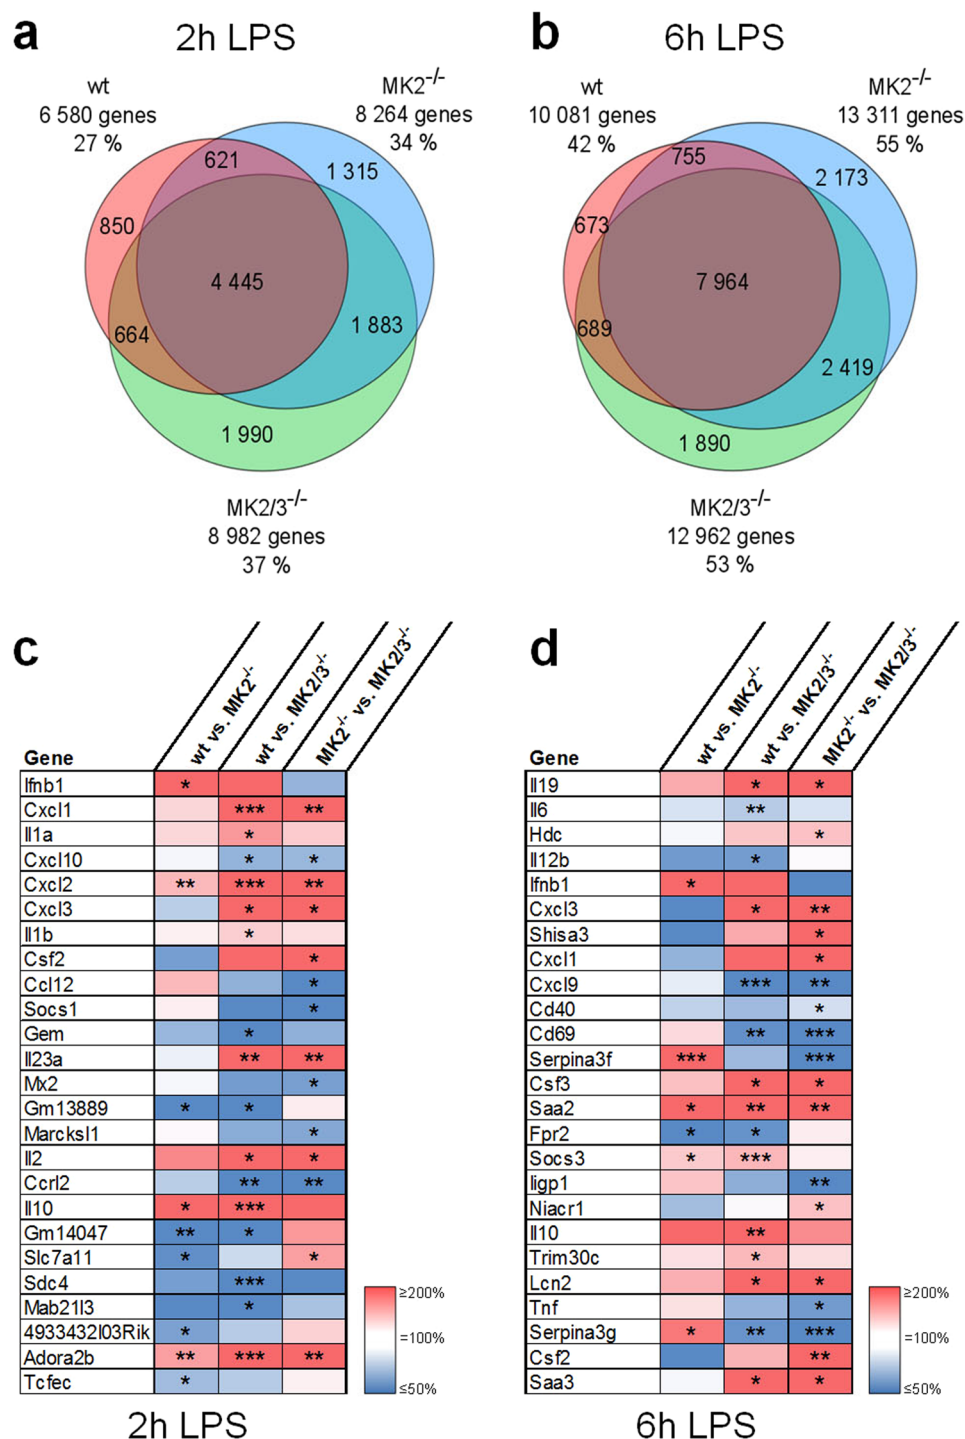 a
2h LPS
wt
6 580 genes
27 %
MK2-/-
8 264 genes
34 %
621
1 315
850
4 445
664
1 883
1 990
MK2/3-/-
8 982 genes
37 %
b
6h LPS
wt
10 081 genes
42 %
MK2-/-
13 311 genes
55 %
755
2 173
673
7 964
689
2 419
1 890
MK2/3-/-
12 962 genes
53 %
c
Gene wt vs. MK2-/- wt vs. MK2/3-/- MK2-/- vs. MK2/3-/-
Ifnb1 *
Cxcl1 *** **
Il1a *
Cxcl10 * *
Cxcl2 ** *** **
Cxcl3 * *
Il1b *
Csf2 *
Ccl12 *
Socs1 *
Gem *
Il23a ** **
Mx2 *
Gm13889 * *
Marcksl1 *
Il2 * *
Ccrl2 ** **
Il10 * ***
Gm14047 ** *
Slc7a11 * *
Sdc4 ***
Mab21l3 *
4933432I03Rik *
Adora2b ** *** **
Tcfec *
≥200%
=100%
≤50%
2h LPS
d
Gene wt vs. MK2-/- wt vs. MK2/3-/- MK2-/- vs. MK2/3-/-
Il19 * *
Il6 **
Hdc *
Il12b *
Ifnb1 *
Cxcl3 * **
Shisa3 *
Cxcl1 *
Cxcl9 *** **
Cd40 *
Cd69 ** ***
Serpina3f *** ***
Csf3 * *
Saa2 * ** **
Fpr2 * *
Socs3 * ***
Iigp1 **
Niacr1 *
Il10 **
Trim30c *
Lcn2 * *
Tnf *
Serpina3g * ** ***
Csf2 **
Saa3 * *
≥200%
=100%
≤50%
6h LPS